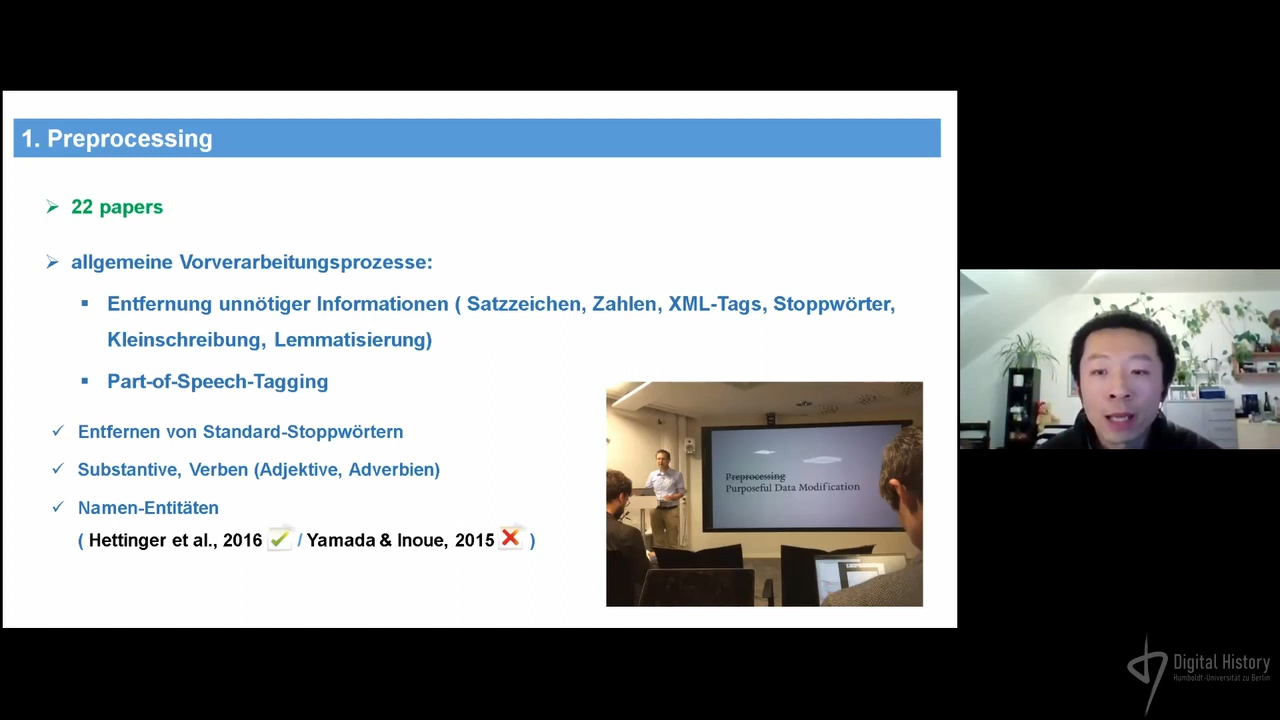 1. Preprocessing
22 papers
allgemeine Vorverarbeitungsprozesse:
Entfernung unnötiger Informationen ( Satzzeichen, Zahlen, XML-Tags, Stoppwörter,
Kleinschreibung, Lemmatisierung)
Part-of-Speech-Tagging
Entfernen von Standard-Stoppwörtern
Substantive, Verben (Adjektive, Adverbien)
Namen-Entitäten
( Hettinger et al., 2016 / Yamada & Inoue, 2015 )
Preprocessing
Purposeful Data Modification
Digital History
Humboldt-Universität zu Berlin